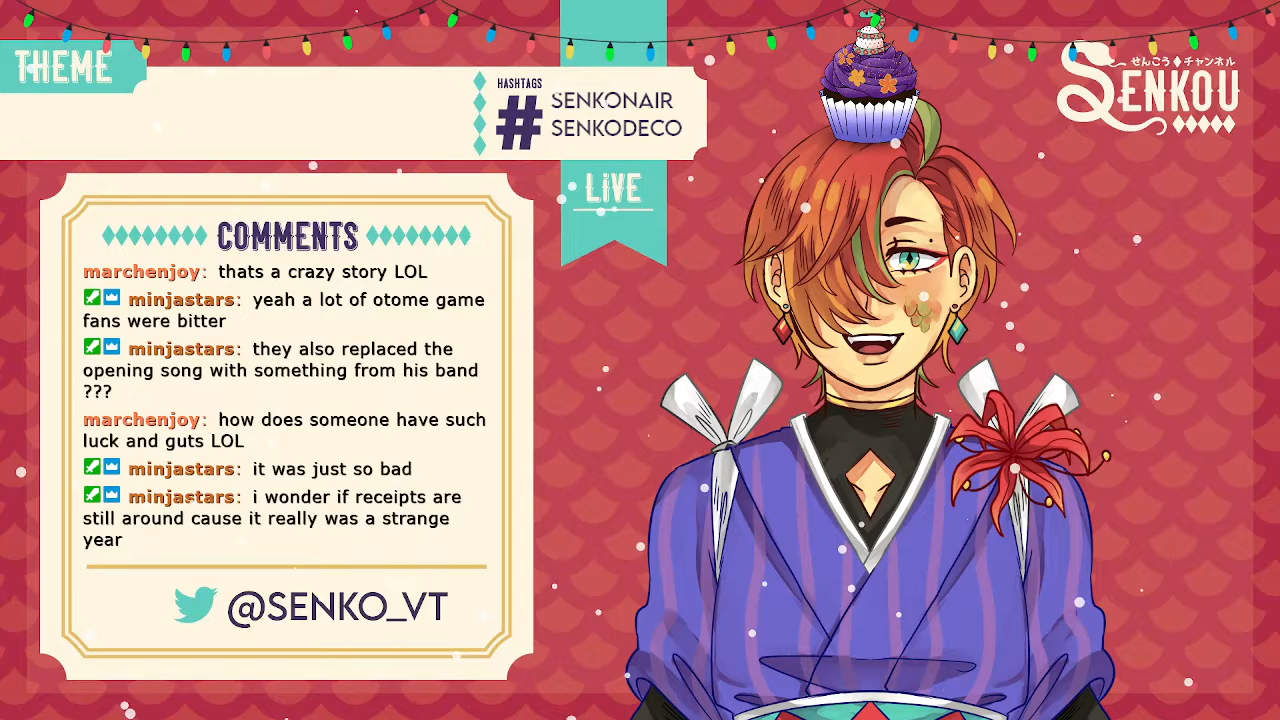 THEME
HASHTAGS
#
SENKONAIR
SENKODECO
せんこう♦チャンネル
SENKOU
LiVE
COMMENTS
marchenjoy: thats a crazy story LOL
minjastars: yeah a lot of otome game
fans were bitter
minjastars: they also replaced the
opening song with something from his band
???
marchenjoy: how does someone have such
luck and guts LOL
minjastars: it was just so bad
minjastars: i wonder if receipts are
still around cause it really was a strange
year
@SENKO_VT